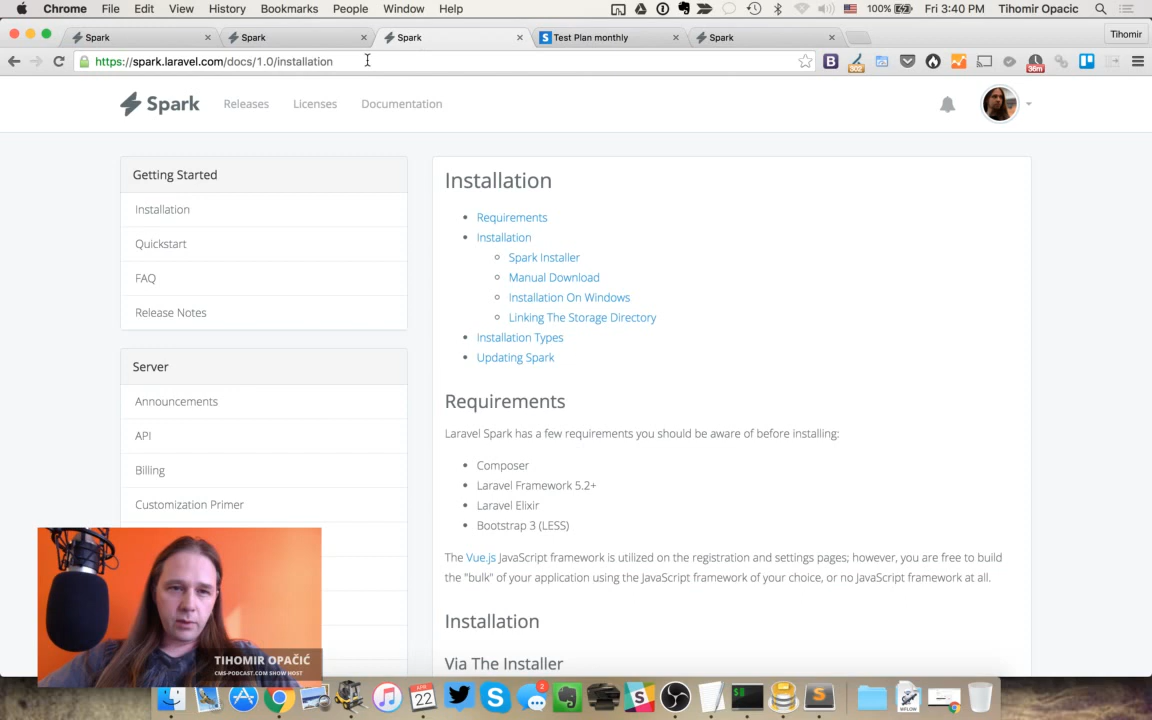 Chrome File Edit View History Bookmarks People Window Help 100% Fri 3:40 PM Tihomir Opacic
Spark Spark Spark Test Plan monthly Spark Tihomir
https://spark.laravel.com/docs/1.0/installation
Spark Releases Licenses Documentation
Getting Started
Installation
Quickstart
FAQ
Release Notes
Server
Announcements
API
Billing
Customization Primer
Installation
Requirements
Installation
Spark Installer
Manual Download
Installation On Windows
Linking The Storage Directory
Installation Types
Updating Spark
Requirements
Laravel Spark has a few requirements you should be aware of before installing:
Composer
Laravel Framework 5.2+
Laravel Elixir
Bootstrap 3 (LESS)
The Vue.js JavaScript framework is utilized on the registration and settings pages; however, you are free to build
the "bulk" of your application using the JavaScript framework of your choice, or no JavaScript framework at all.
Installation
Via The Installer
TIHOMIR OPAČIĆ
CMS-PODCAST.COM SHOW HOST
22
2